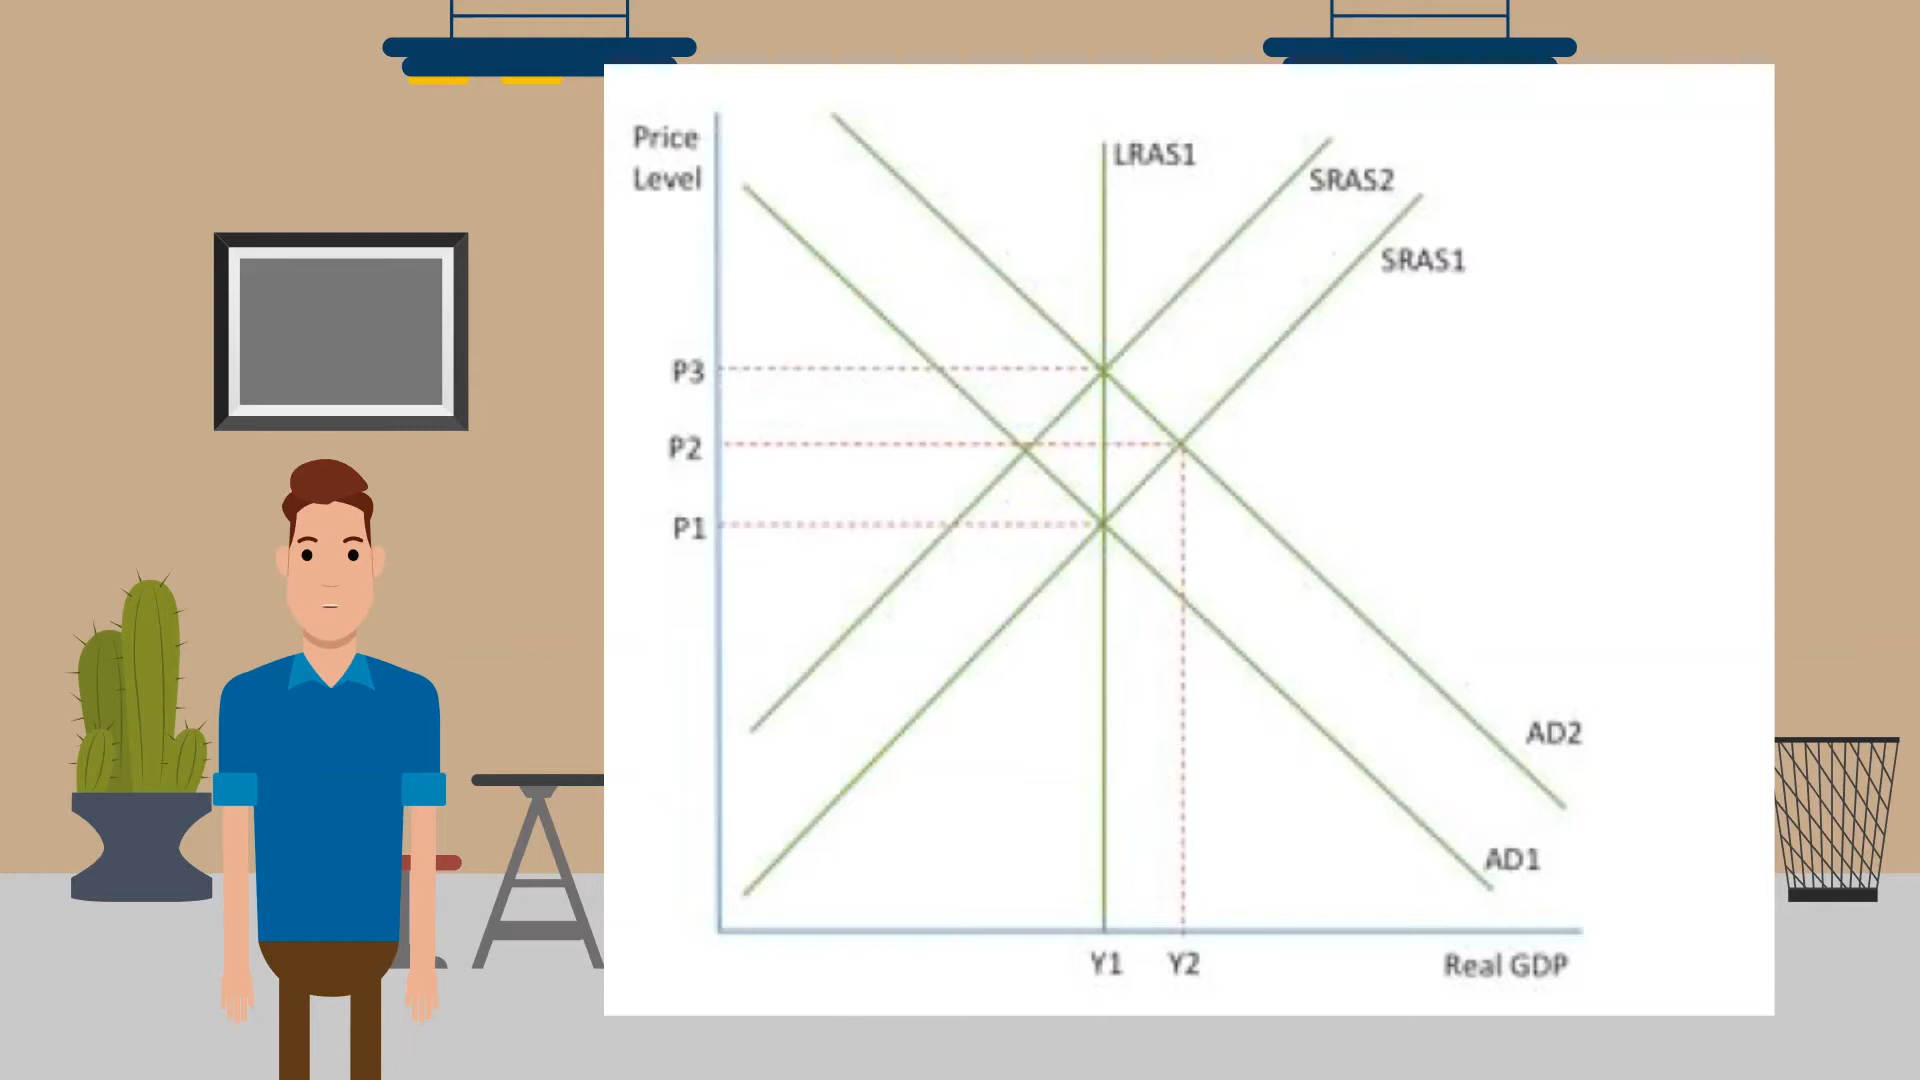 Price
Level
LRAS1
SRAS2
SRAS1
P3
P2
P1
AD2
AD1
Y1
Y2
Real GDP